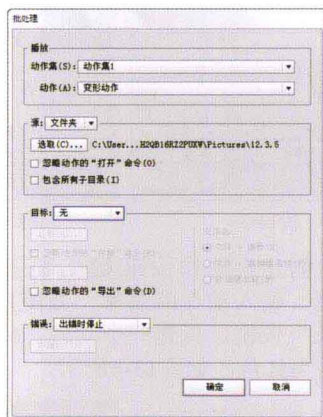 批处理
播放
动作集(S): 动作集1
动作(A): 变形动作
源: 文件夹
选取(C)... C:\User...H2QB16RZ2PUXW\Pictures\12.3.5
忽略动作的“打开”命令(O)
包含所有子目录(I)
目标: 无
忽略动作的“导出”命令(D)
错误: 出错时停止
确定 取消